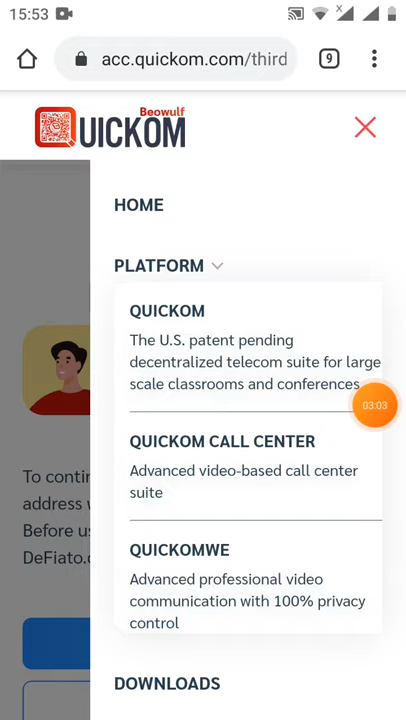 15:53
acc.quickom.com/third
9
Beowulf
QUICKOM
HOME
PLATFORM
QUICKOM
The U.S. patent pending
decentralized telecom suite for large
scale classrooms and conferences
03:03
QUICKOM CALL CENTER
Advanced video-based call center
suite
To contin
address w
QUICKOMWE
Before us
DeFiato.c
Advanced professional video
communication with 100% privacy
control
DOWNLOADS